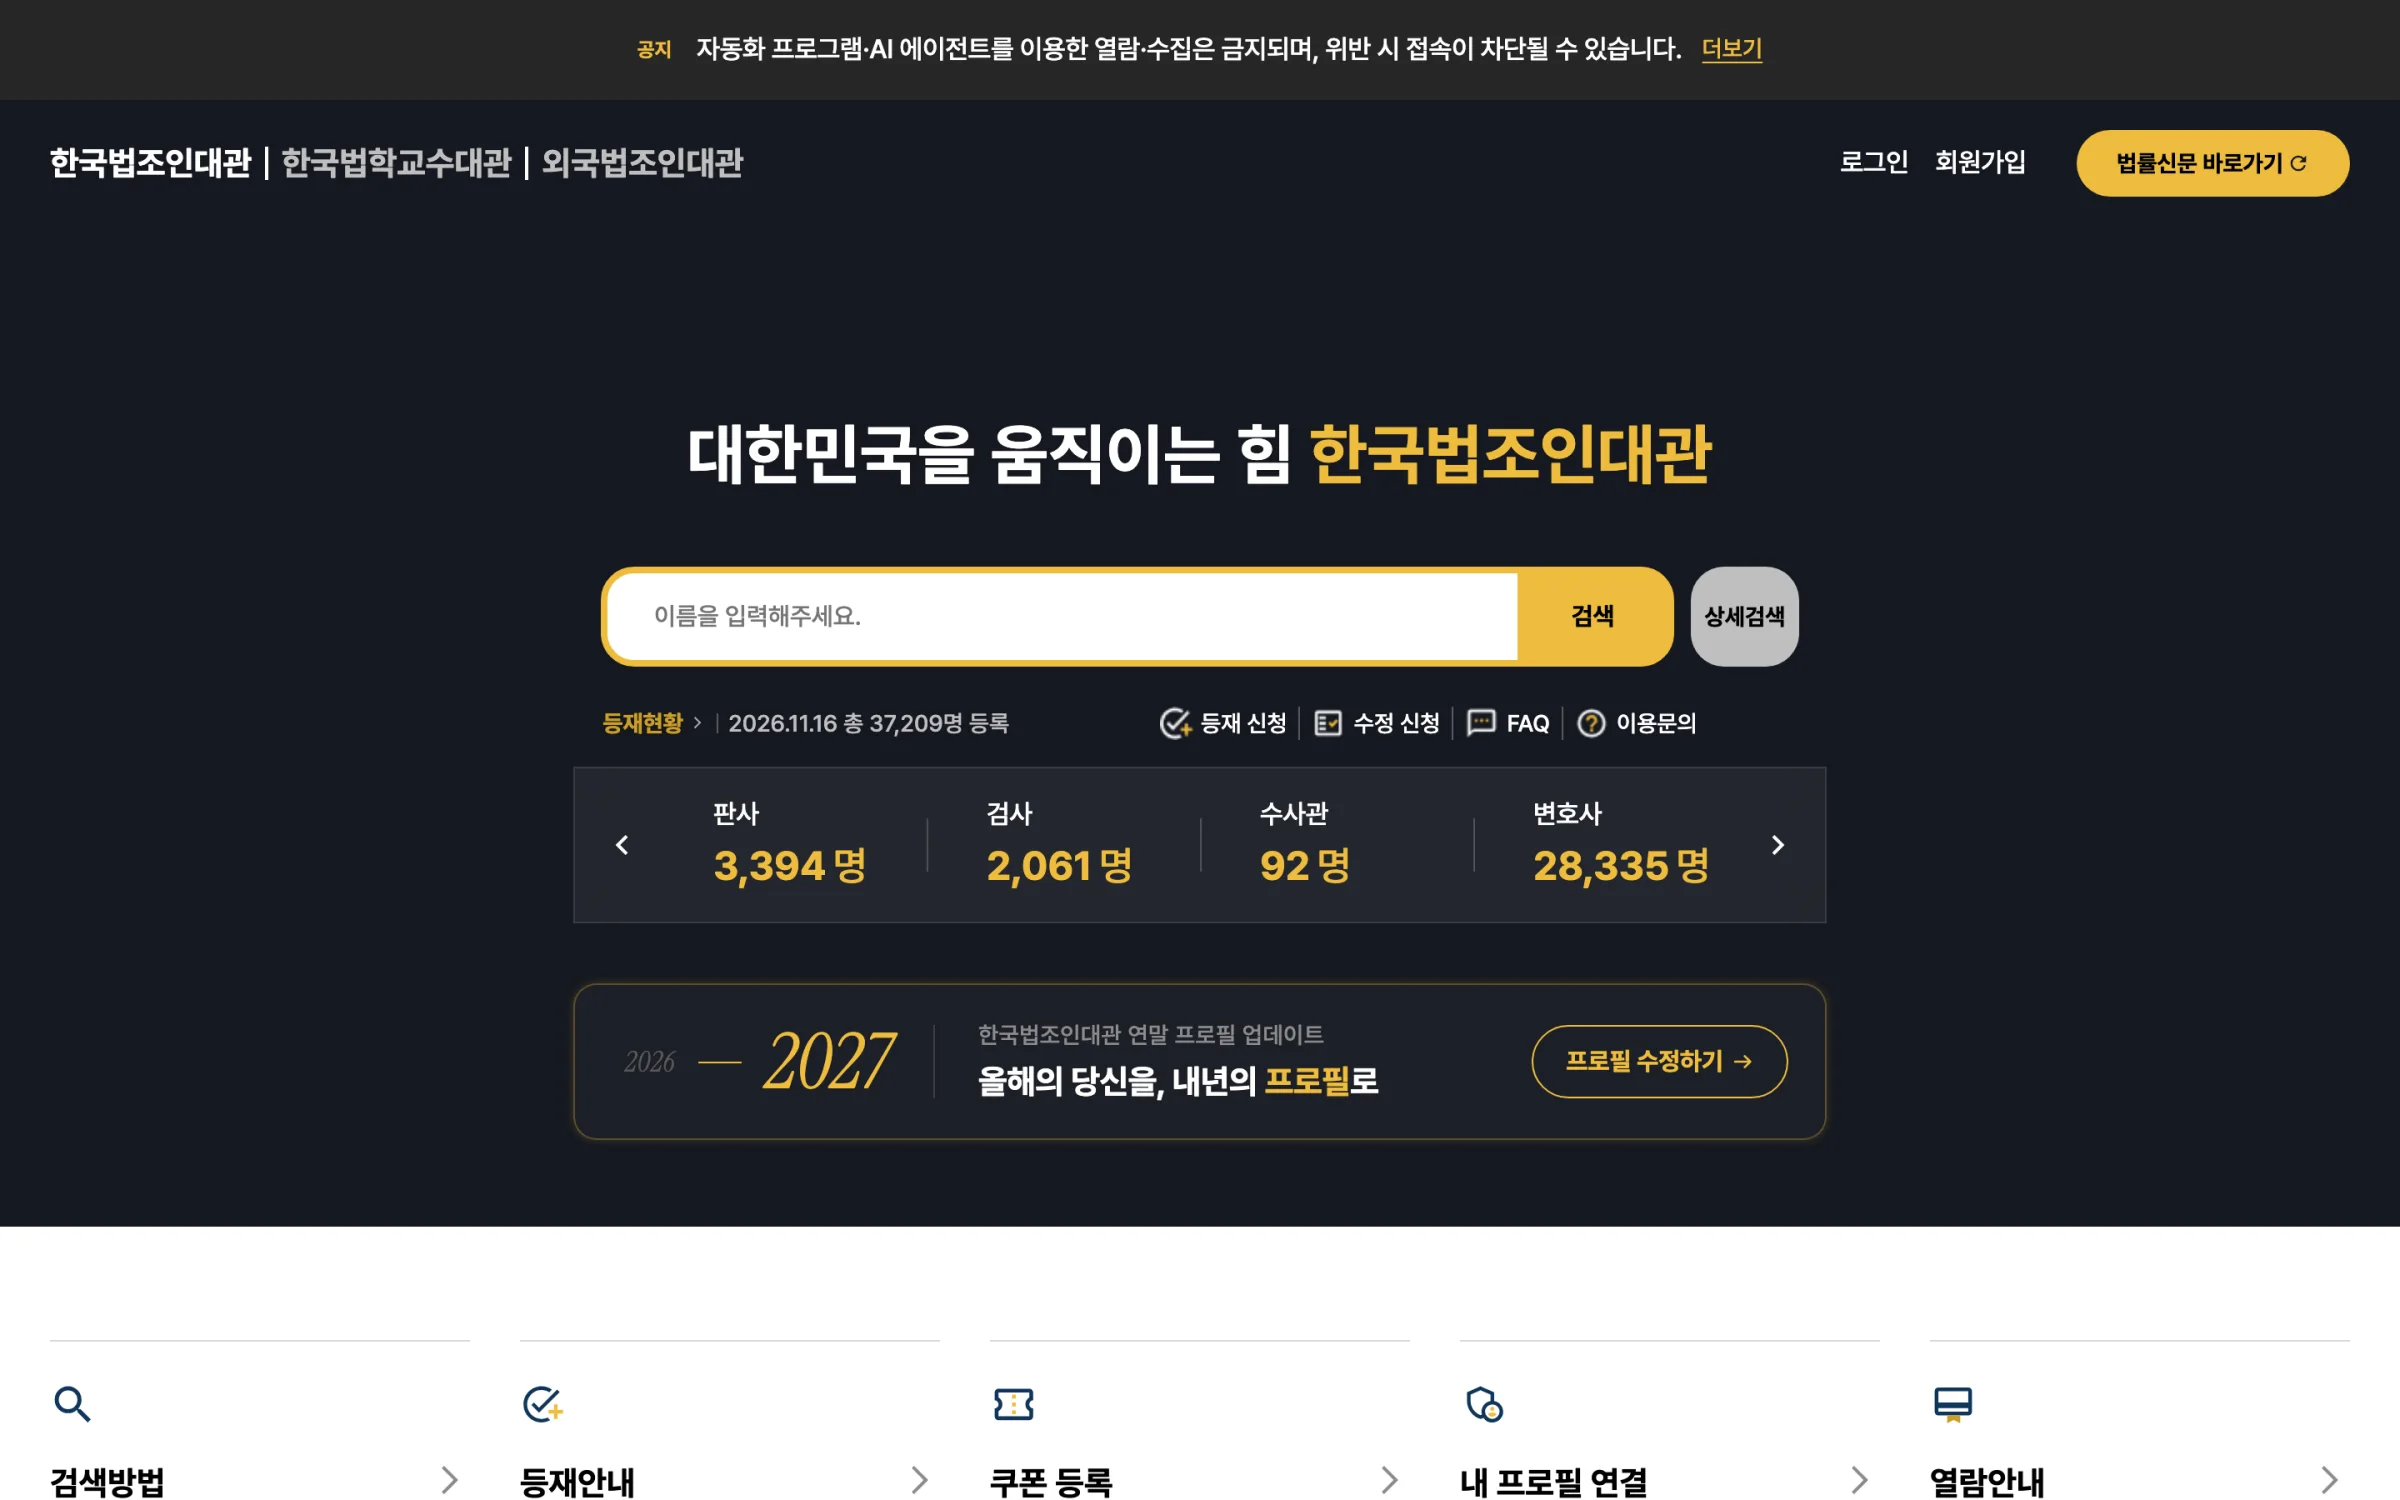 공지 자동화 프로그램·AI 에이전트를 이용한 열람·수집은 금지되며, 위반 시 접속이 차단될 수 있습니다. 더보기
한국법조인대관 | 한국법학교수대관 | 외국법조인대관
로그인 회원가입 법률신문 바로가기
대한민국을 움직이는 힘 한국법조인대관
이름을 입력해주세요. 검색 상세검색
등재현황 2026.11.16 총 37,209명 등록
등재 신청 수정 신청 FAQ 이용문의
판사 검사 수사관 변호사
3,394 명 2,061 명 92 명 28,335 명
2026 — 2027
한국법조인대관 연말 프로필 업데이트
올해의 당신을, 내년의 프로필로
프로필 수정하기 →
검색방법 등재안내 쿠폰 등록 내 프로필 연결 열람안내